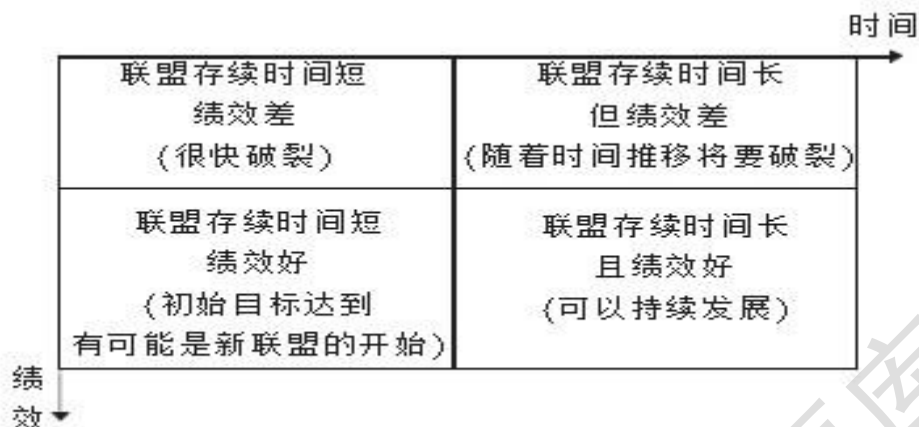 时间
联盟存续时间短
绩效差
(很快破裂)
联盟存续时间长
但绩效差
(随着时间推移将要破裂)
联盟存续时间短
绩效好
(初始目标达到
有可能是新联盟的开始)
联盟存续时间长
且绩效好
(可以持续发展)
绩
效
库